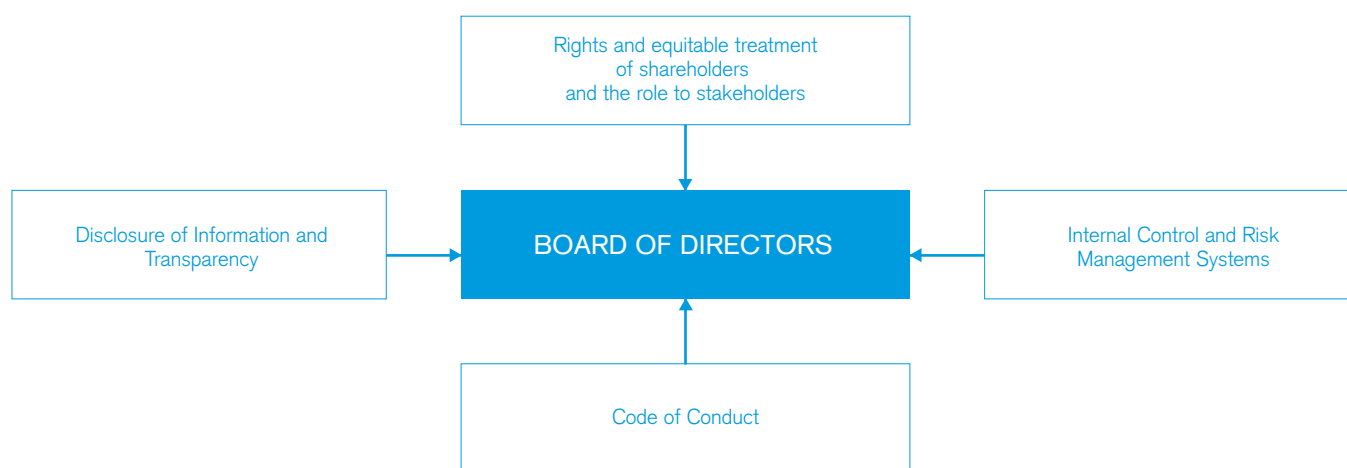 Rights and equitable treatment
of shareholders
and the role to stakeholders
Disclosure of Information and
Transparency
BOARD OF DIRECTORS
Internal Control and Risk
Management Systems
Code of Conduct